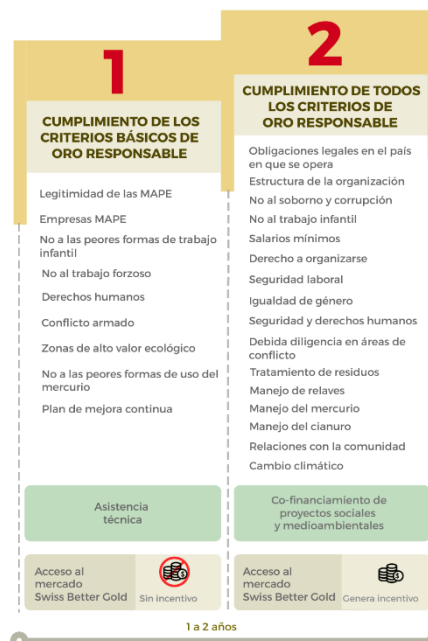 1
CUMPLIMIENTO DE LOS
CRITERIOS BÁSICOS DE
ORO RESPONSABLE
Legitimidad de las MAPE
Empresas MAPE
No a las peores formas de trabajo
infantil
No al trabajo forzoso
Derechos humanos
Conflicto armado
Zonas de alto valor ecológico
No a las peores formas de uso del
mercurio
Plan de mejora continua
Asistencia
técnica
Acceso al
mercado
Swiss Better Gold
Sin incentivo
2
CUMPLIMIENTO DE TODOS
LOS CRITERIOS DE
ORO RESPONSABLE
Obligaciones legales en el país
en que se opera
Estructura de la organización
No al soborno y corrupción
No al trabajo infantil
Salarios mínimos
Derecho a organizarse
Seguridad laboral
Igualdad de género
Seguridad y derechos humanos
Debida diligencia en áreas de
conflicto
Tratamiento de residuos
Manejo de relaves
Manejo del mercurio
Manejo del cianuro
Relaciones con la comunidad
Cambio climático
Co-financiamiento de
proyectos sociales
y medioambientales
Acceso al
mercado
Swiss Better Gold
Genera incentivo
1 a 2 años